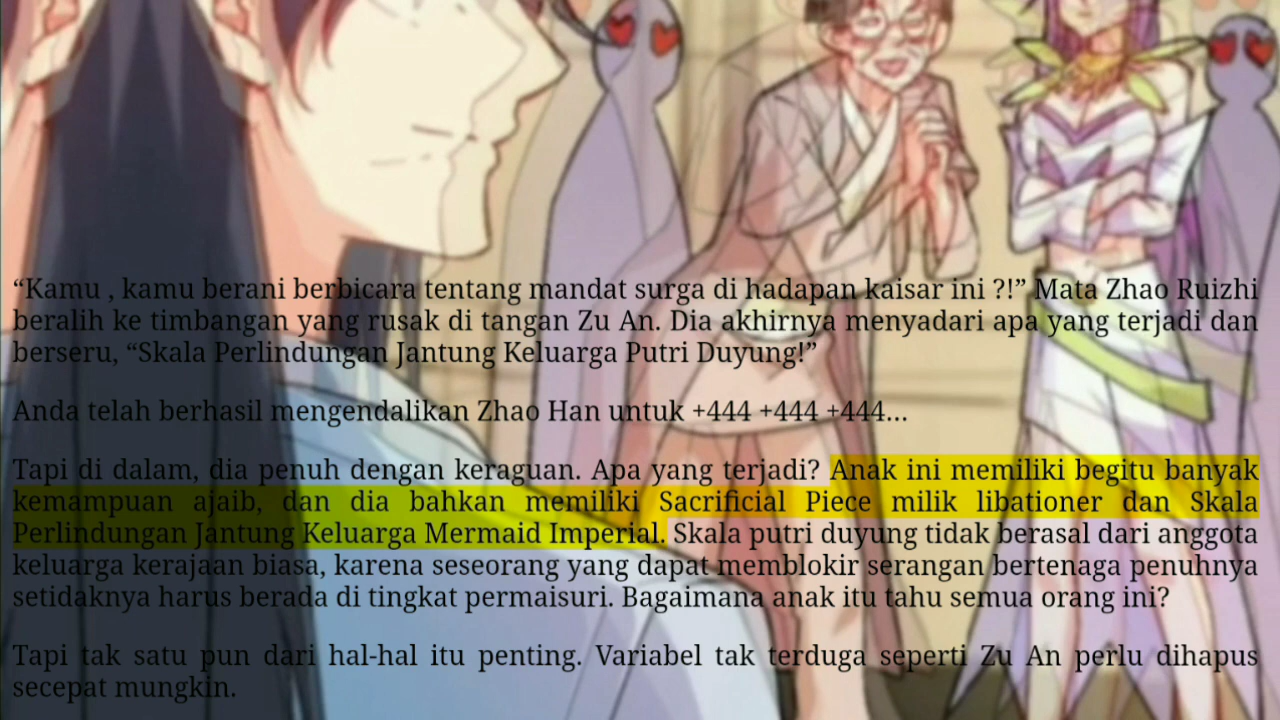 “Kamu , kamu berani berbicara tentang mandat surga di hadapan kaisar ini ?!” Mata Zhao Ruizhi
beralih ke timbangan yang rusak di tangan Zu An. Dia akhirnya menyadari apa yang terjadi dan
berseru, “Skala Perlindungan Jantung Keluarga Putri Duyung!”
Anda telah berhasil mengendalikan Zhao Han untuk +444 +444 +444…
Tapi di dalam, dia penuh dengan keraguan. Apa yang terjadi? Anak ini memiliki begitu banyak
kemampuan ajaib, dan dia bahkan memiliki Sacrificial Piece milik libationer dan Skala
Perlindungan Jantung Keluarga Mermaid Imperial. Skala putri duyung tidak berasal dari anggota
keluarga kerajaan biasa, karena seseorang yang dapat memblokir serangan bertenaga penuhnya
setidaknya harus berada di tingkat permaisuri. Bagaimana anak itu tahu semua orang ini?
Tapi tak satu pun dari hal-hal itu penting. Variabel tak terduga seperti Zu An perlu dihapus
secepat mungkin.